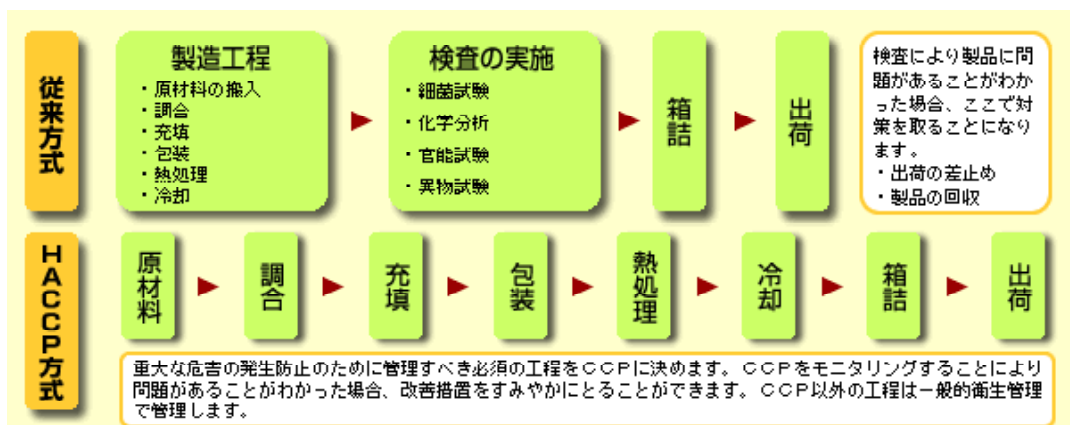 従来方式
製造工程
・原材料の搬入
・調合
・充填
・包装
・熱処理
・冷却
検査の実施
・細菌試験
・化学分析
・官能試験
・異物試験
箱詰
出荷
検査により製品に問
題があることがわか
った場合、ここで対
策を取ることになり
ます。
・出荷の差止め
・製品の回収
HACCP方式
原材料
調合
充填
包装
熱処理
冷却
箱詰
出荷
重大な危害の発生防止のために管理すべき必須の工程をCCPに決めます。CCPをモニタリングすることにより
問題があることがわかった場合、改善措置をすみやかにとることができます。CCP以外の工程は一般的衛生管理
で管理します。